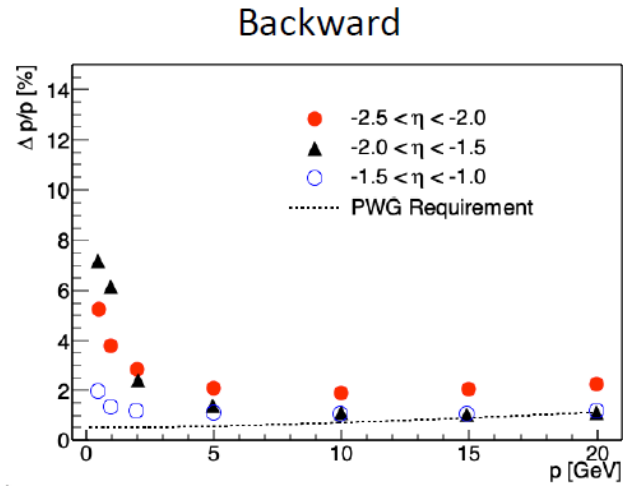 Backward
Δ p/p [%]
14
12
10
8
6
4
2
0
-2.5 < η < -2.0
-2.0 < η < -1.5
-1.5 < η < -1.0
PWG Requirement
0 5 10 15 20
p [GeV]